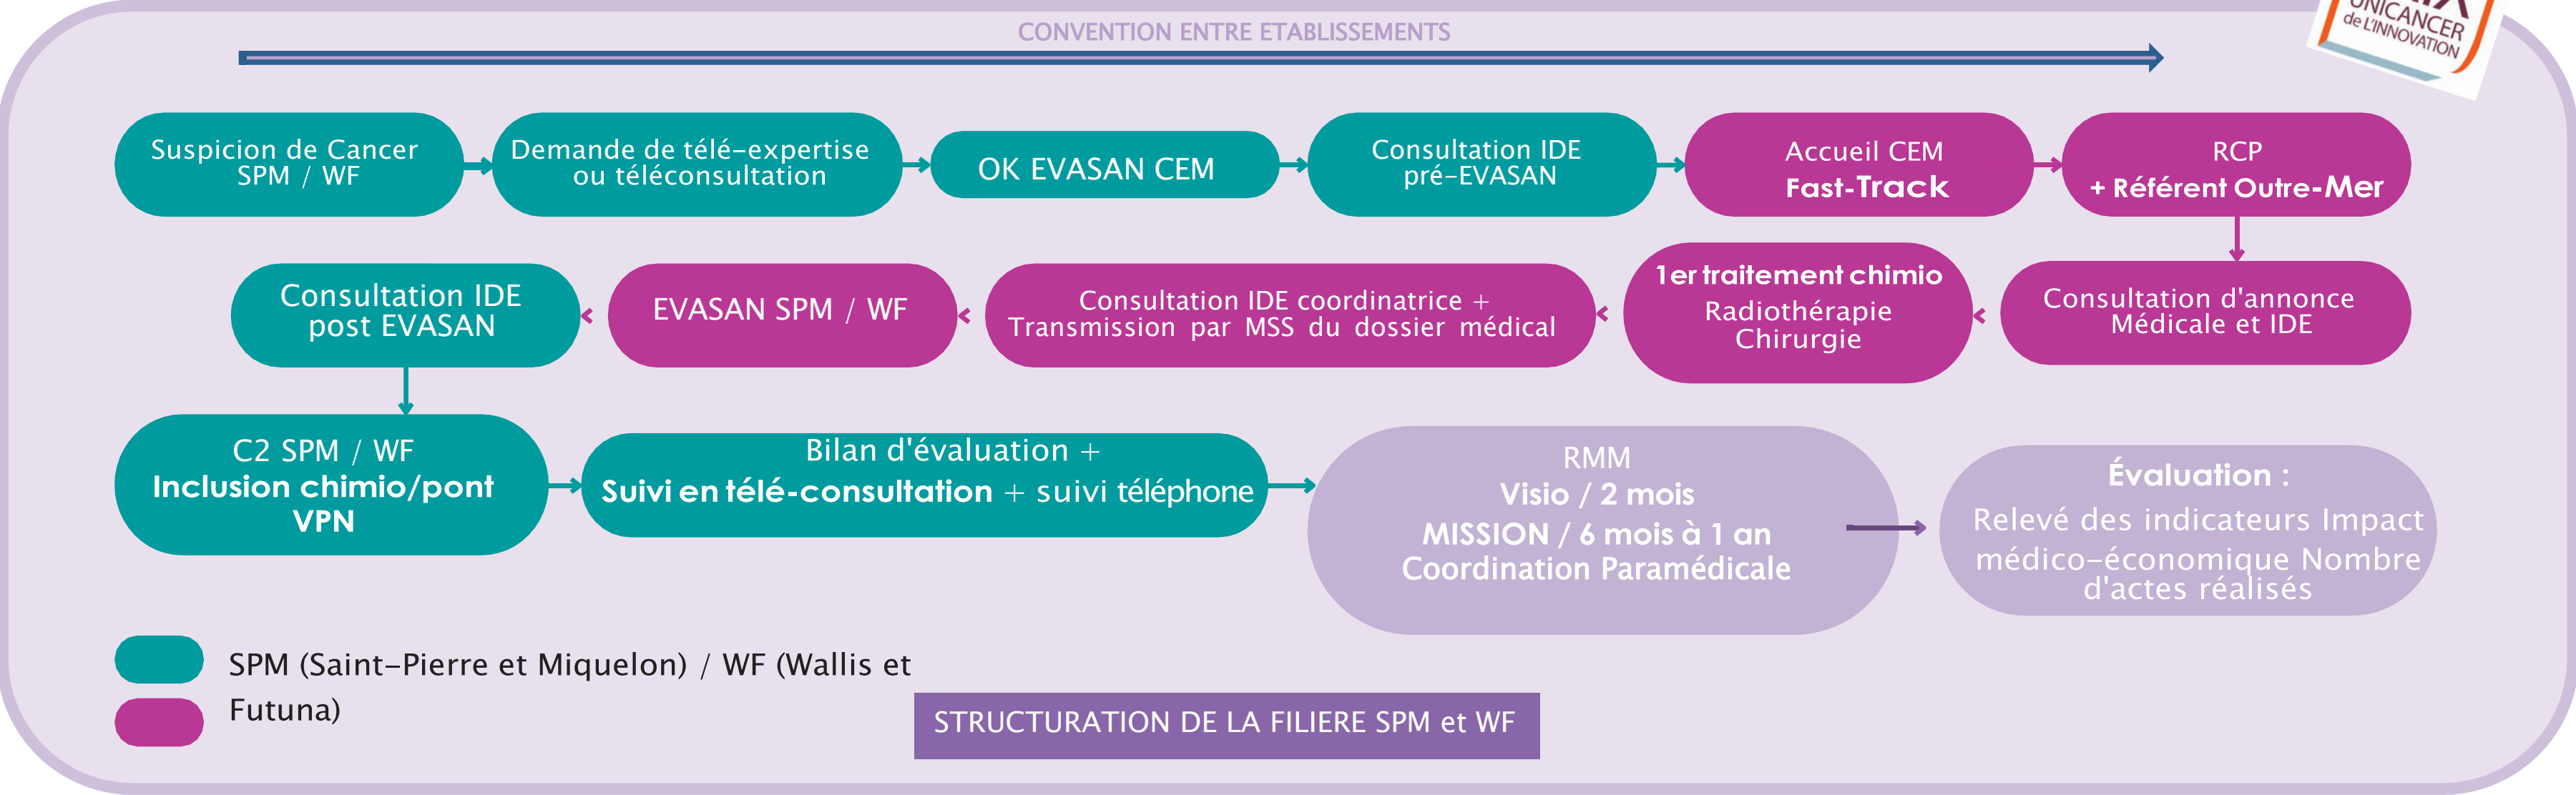 CONVENTION ENTRE ETABLISSEMENTS
UNICANCER
de L'INNOVATION
Suspicion de Cancer
SPM / WF
Demande de télé-expertise
ou téléconsultation
OK EVASAN CEM
Consultation IDE
pré-EVASAN
Accueil CEM
Fast-Track
RCP
+ Référent Outre-Mer
Consultation d'annonce
Médicale et IDE
1er traitement chimio
Radiothérapie
Chirurgie
Consultation IDE coordinatrice +
Transmission par MSS du dossier médical
EVASAN SPM / WF
Consultation IDE
post EVASAN
C2 SPM / WF
Inclusion chimio/pont
VPN
Bilan d'évaluation +
Suivi en télé-consultation + suivi téléphone
RMM
Visio / 2 mois
MISSION / 6 mois à 1 an
Coordination Paramédicale
Évaluation :
Relevé des indicateurs Impact
médico-économique Nombre
d'actes réalisés
SPM (Saint-Pierre et Miquelon) / WF (Wallis et
Futuna)
STRUCTURATION DE LA FILIERE SPM et WF